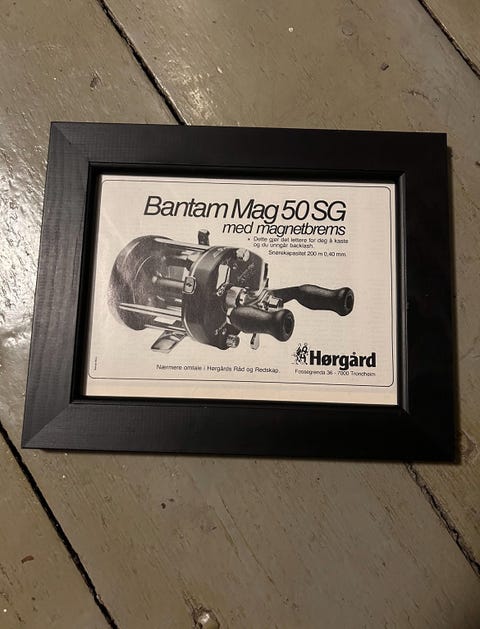 Bantam Mag 50 SG
med magnetbrems
• Dette gjør det lettere for deg å kaste
og du unngår backlash.
Snørekapasitet 200 m 0,40 mm.
Hørgård
Fossegrenda 36 - 7000 Trondheim
Nærmere omtale i Hørgårds Råd og Redskap.